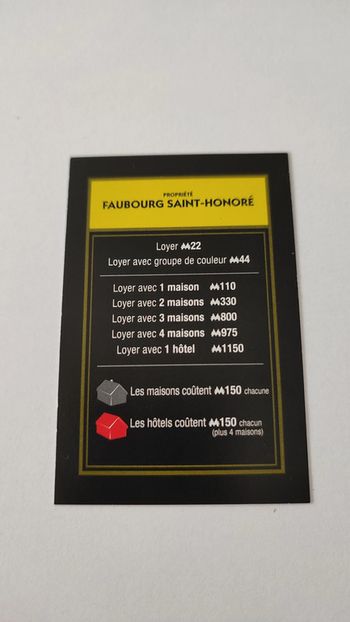 PROPRIÉTÉ
FAUBOURG SAINT-HONORÉ
Loyer M22
Loyer avec groupe de couleur M44
Loyer avec 1 maison M110
Loyer avec 2 maisons M330
Loyer avec 3 maisons M800
Loyer avec 4 maisons M975
Loyer avec 1 hôtel M1150
Les maisons coûtent M150 chacune
Les hôtels coûtent M150 chacun
(plus 4 maisons)